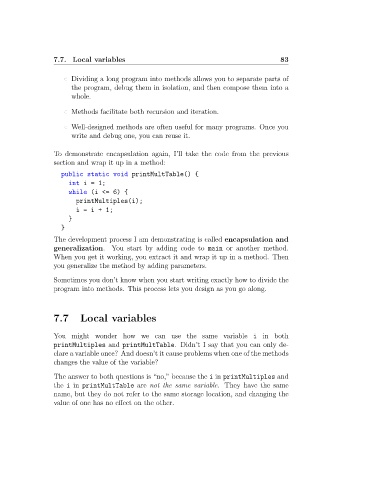 7.7. Local variables 83
◦ Dividing a long program into methods allows you to separate parts of
the program, debug them in isolation, and then compose them into a
whole.
◦ Methods facilitate both recursion and iteration.
◦ Well-designed methods are often useful for many programs. Once you
write and debug one, you can reuse it.
To demonstrate encapsulation again, I'll take the code from the previous
section and wrap it up in a method:
public static void printMultTable() {
int i = 1;
while (i <= 6) {
printMultiples(i);
i = i + 1;
}
}
The development process I am demonstrating is called encapsulation and
generalization. You start by adding code to main or another method.
When you get it working, you extract it and wrap it up in a method. Then
you generalize the method by adding parameters.
Sometimes you don't know when you start writing exactly how to divide the
program into methods. This process lets you design as you go along.
7.7 Local variables
You might wonder how we can use the same variable i in both
printMultiples and printMultTable. Didn't I say that you can only de-
clare a variable once? And doesn't it cause problems when one of the methods
changes the value of the variable?
The answer to both questions is “no,” because the i in printMultiples and
the i in printMultTable are not the same variable. They have the same
name, but they do not refer to the same storage location, and changing the
value of one has no effect on the other.